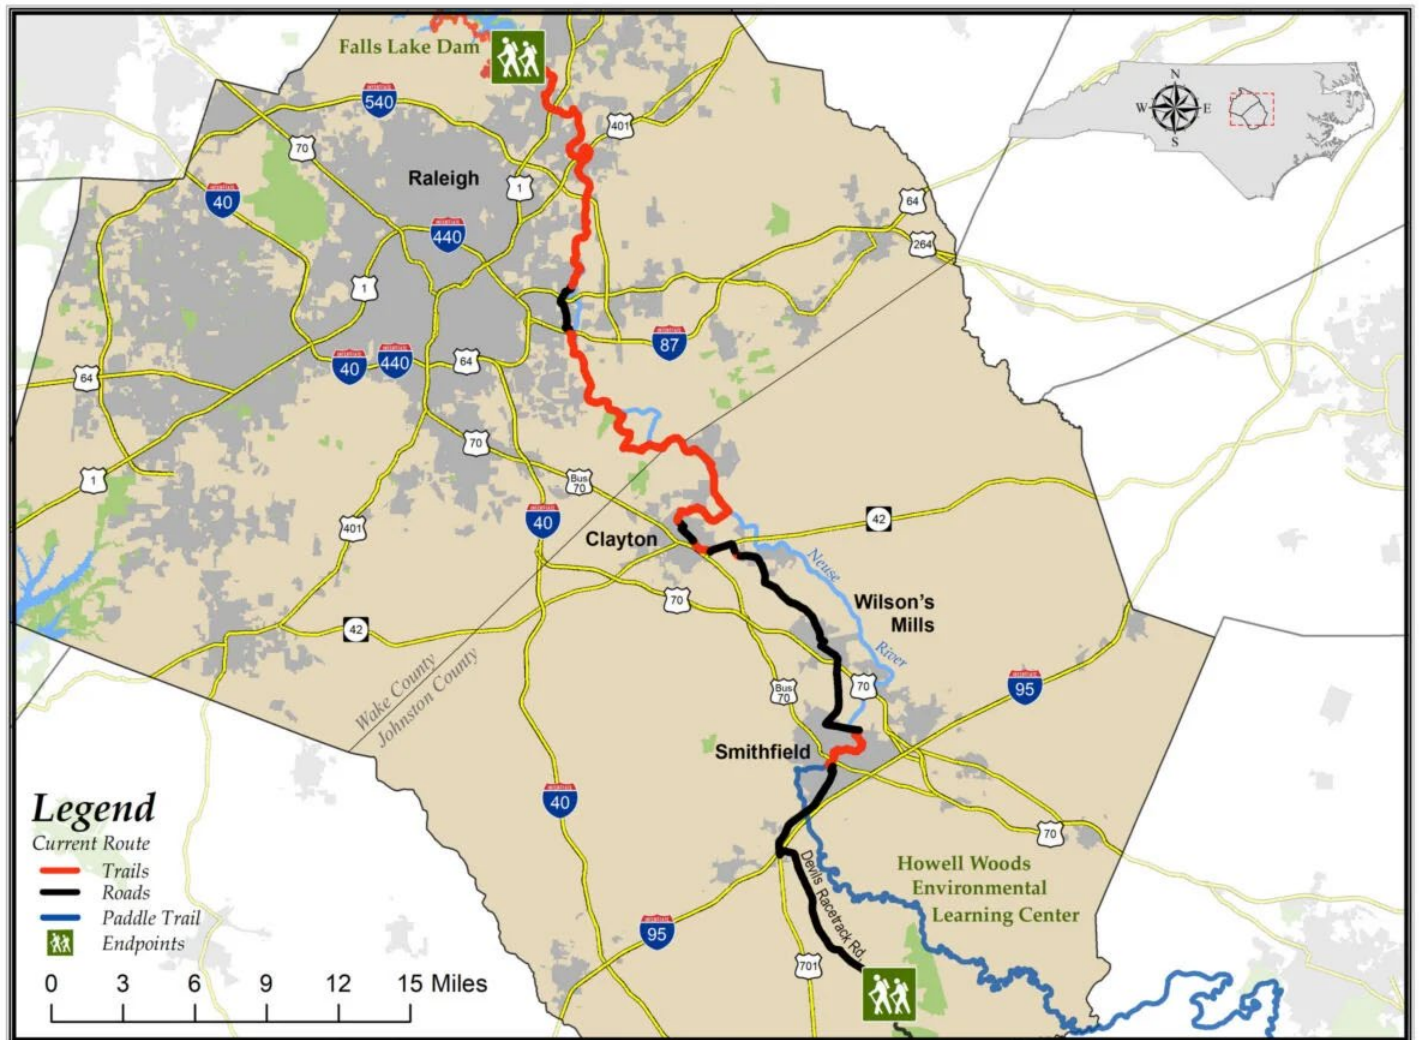 Falls Lake Dam
N
W E
S
540
401
70
Raleigh
1
40
64
440
264
1
87
40
440
64
64
70
1
Bus
70
40
42
401
Clayton
Neuse
70
Wilson's
Mills
42
River
Wake County
Johnston County
70
95
Bus
70
Smithfield
40
Legend
Current Route
Trails
Roads
Paddle Trail
Endpoints
70
Howell Woods
Environmental
Learning Center
Devils Racetrack Rd.
95
701
0 3 6 9 12 15 Miles